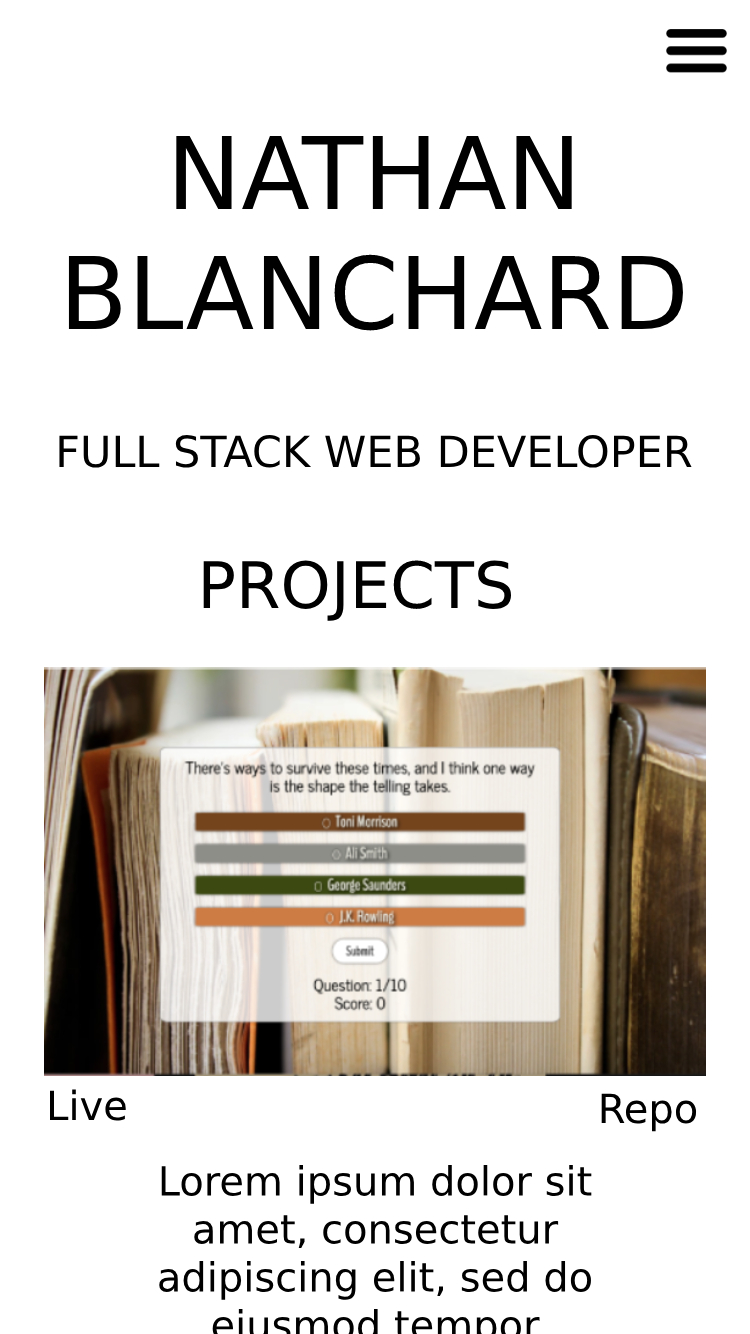 NATHAN
BLANCHARD
FULL STACK WEB DEVELOPER
PROJECTS
There's ways to survive these times, and I think one way
is the shape the telling takes.
Toni Morrison
Ali Smith
George Saunders
J.K. Rowling
Submit
Question: 1/10
Score: 0
Live
Repo
Lorem ipsum dolor sit
amet, consectetur
adipiscing elit, sed do
eiusmod tempor